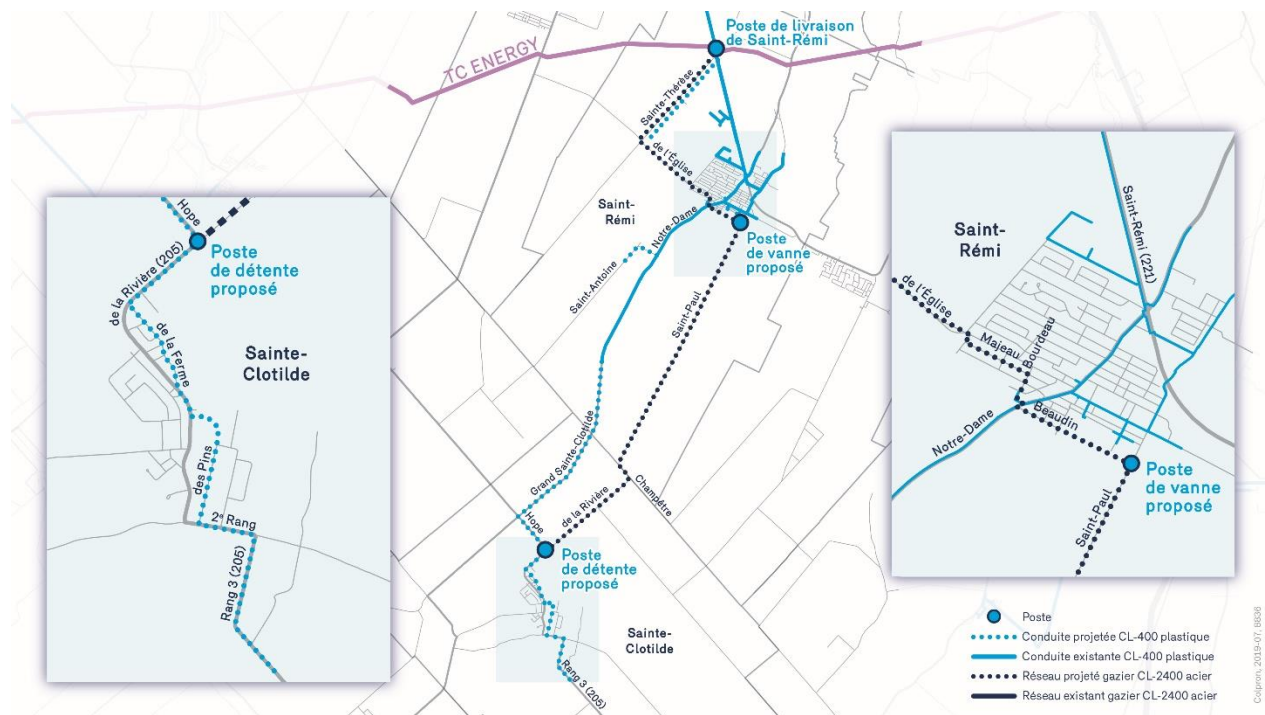 Poste de livraison
de Saint-Rémi
TC ENERGY
Sainte-Thérèse
de l'Église
Saint-
Rémi
Notre-Dame
Saint-Antoine
Poste
de vanne
proposé
Saint-Paul
Grand Sainte-Clotilde
Champêtre
Hope
de la Rivière
Poste
de détente
proposé
Sainte-
Clotilde
Rang 3 (205)
Hope
Poste
de détente
proposé
de la Rivière (205)
de la Ferme
Sainte-
Clotilde
des Pins
2e Rang
Rang 3 (205)
Saint-
Rémi
Saint-Rémi (221)
de l'Église
Majeau
Bourdeau
Beaudin
Notre-Dame
Poste
de vanne
proposé
Saint-Paul
Poste
Conduite projetée CL-400 plastique
Conduite existante CL-400 plastique
Réseau projeté gazier CL-2400 acier
Réseau existant gazier CL-2400 acier
Colpron, 2019-07, 6836